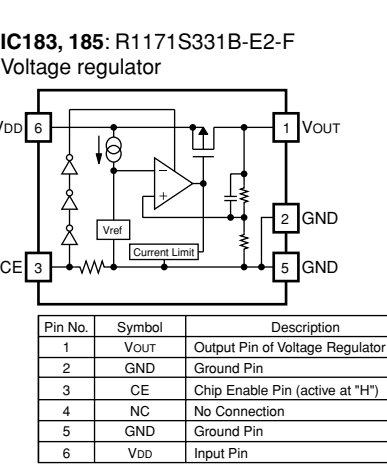 IC183, 185: R1171S331B-E2-F
Voltage regulator
VDD 6 1 VOUT
Vref
2 GND
Current Limit
CE 3 5 GND
Pin No. Symbol Description
1 VOUT Output Pin of Voltage Regulator
2 GND Ground Pin
3 CE Chip Enable Pin (active at "H")
4 NC No Connection
5 GND Ground Pin
6 VDD Input Pin